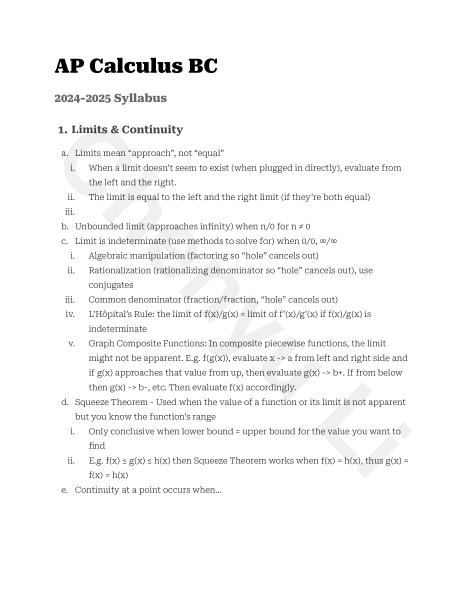 AP Calculus BC
2024-2025 Syllabus
1. Limits & Continuity
a. Limits mean “approach”, not “equal”
i. When a limit doesn't seem to exist (when plugged in directly), evaluate from
the left and the right.
ii. The limit is equal to the left and the right limit (if they're both equal)
iii.
b. Unbounded limit (approaches infinity) when n/0 for n ≠ 0
c. Limit is indeterminate (use methods to solve for) when 0/0, ∞/∞
i. Algebraic manipulation (factoring so “hole” cancels out)
ii. Rationalization (rationalizing denominator so “hole” cancels out), use
conjugates
iii. Common denominator (fraction/fraction, “hole” cancels out)
iv. L'Hôpital's Rule: the limit of f(x)/g(x) = limit of f'(x)/g'(x) if f(x)/g(x) is
indeterminate
v. Graph Composite Functions: In composite piecewise functions, the limit
might not be apparent. E.g. f(g(x)), evaluate x -> a from left and right side and
if g(x) approaches that value from up, then evaluate g(x) -> b+. If from below
then g(x) -> b-, etc. Then evaluate f(x) accordingly.
d. Squeeze Theorem - Used when the value of a function or its limit is not apparent
but you know the function's range
i. Only conclusive when lower bound = upper bound for the value you want to
find
ii. E.g. f(x) ≤ g(x) ≤ h(x) then Squeeze Theorem works when f(x) = h(x), thus g(x) =
f(x) = h(x)
e. Continuity at a point occurs when...